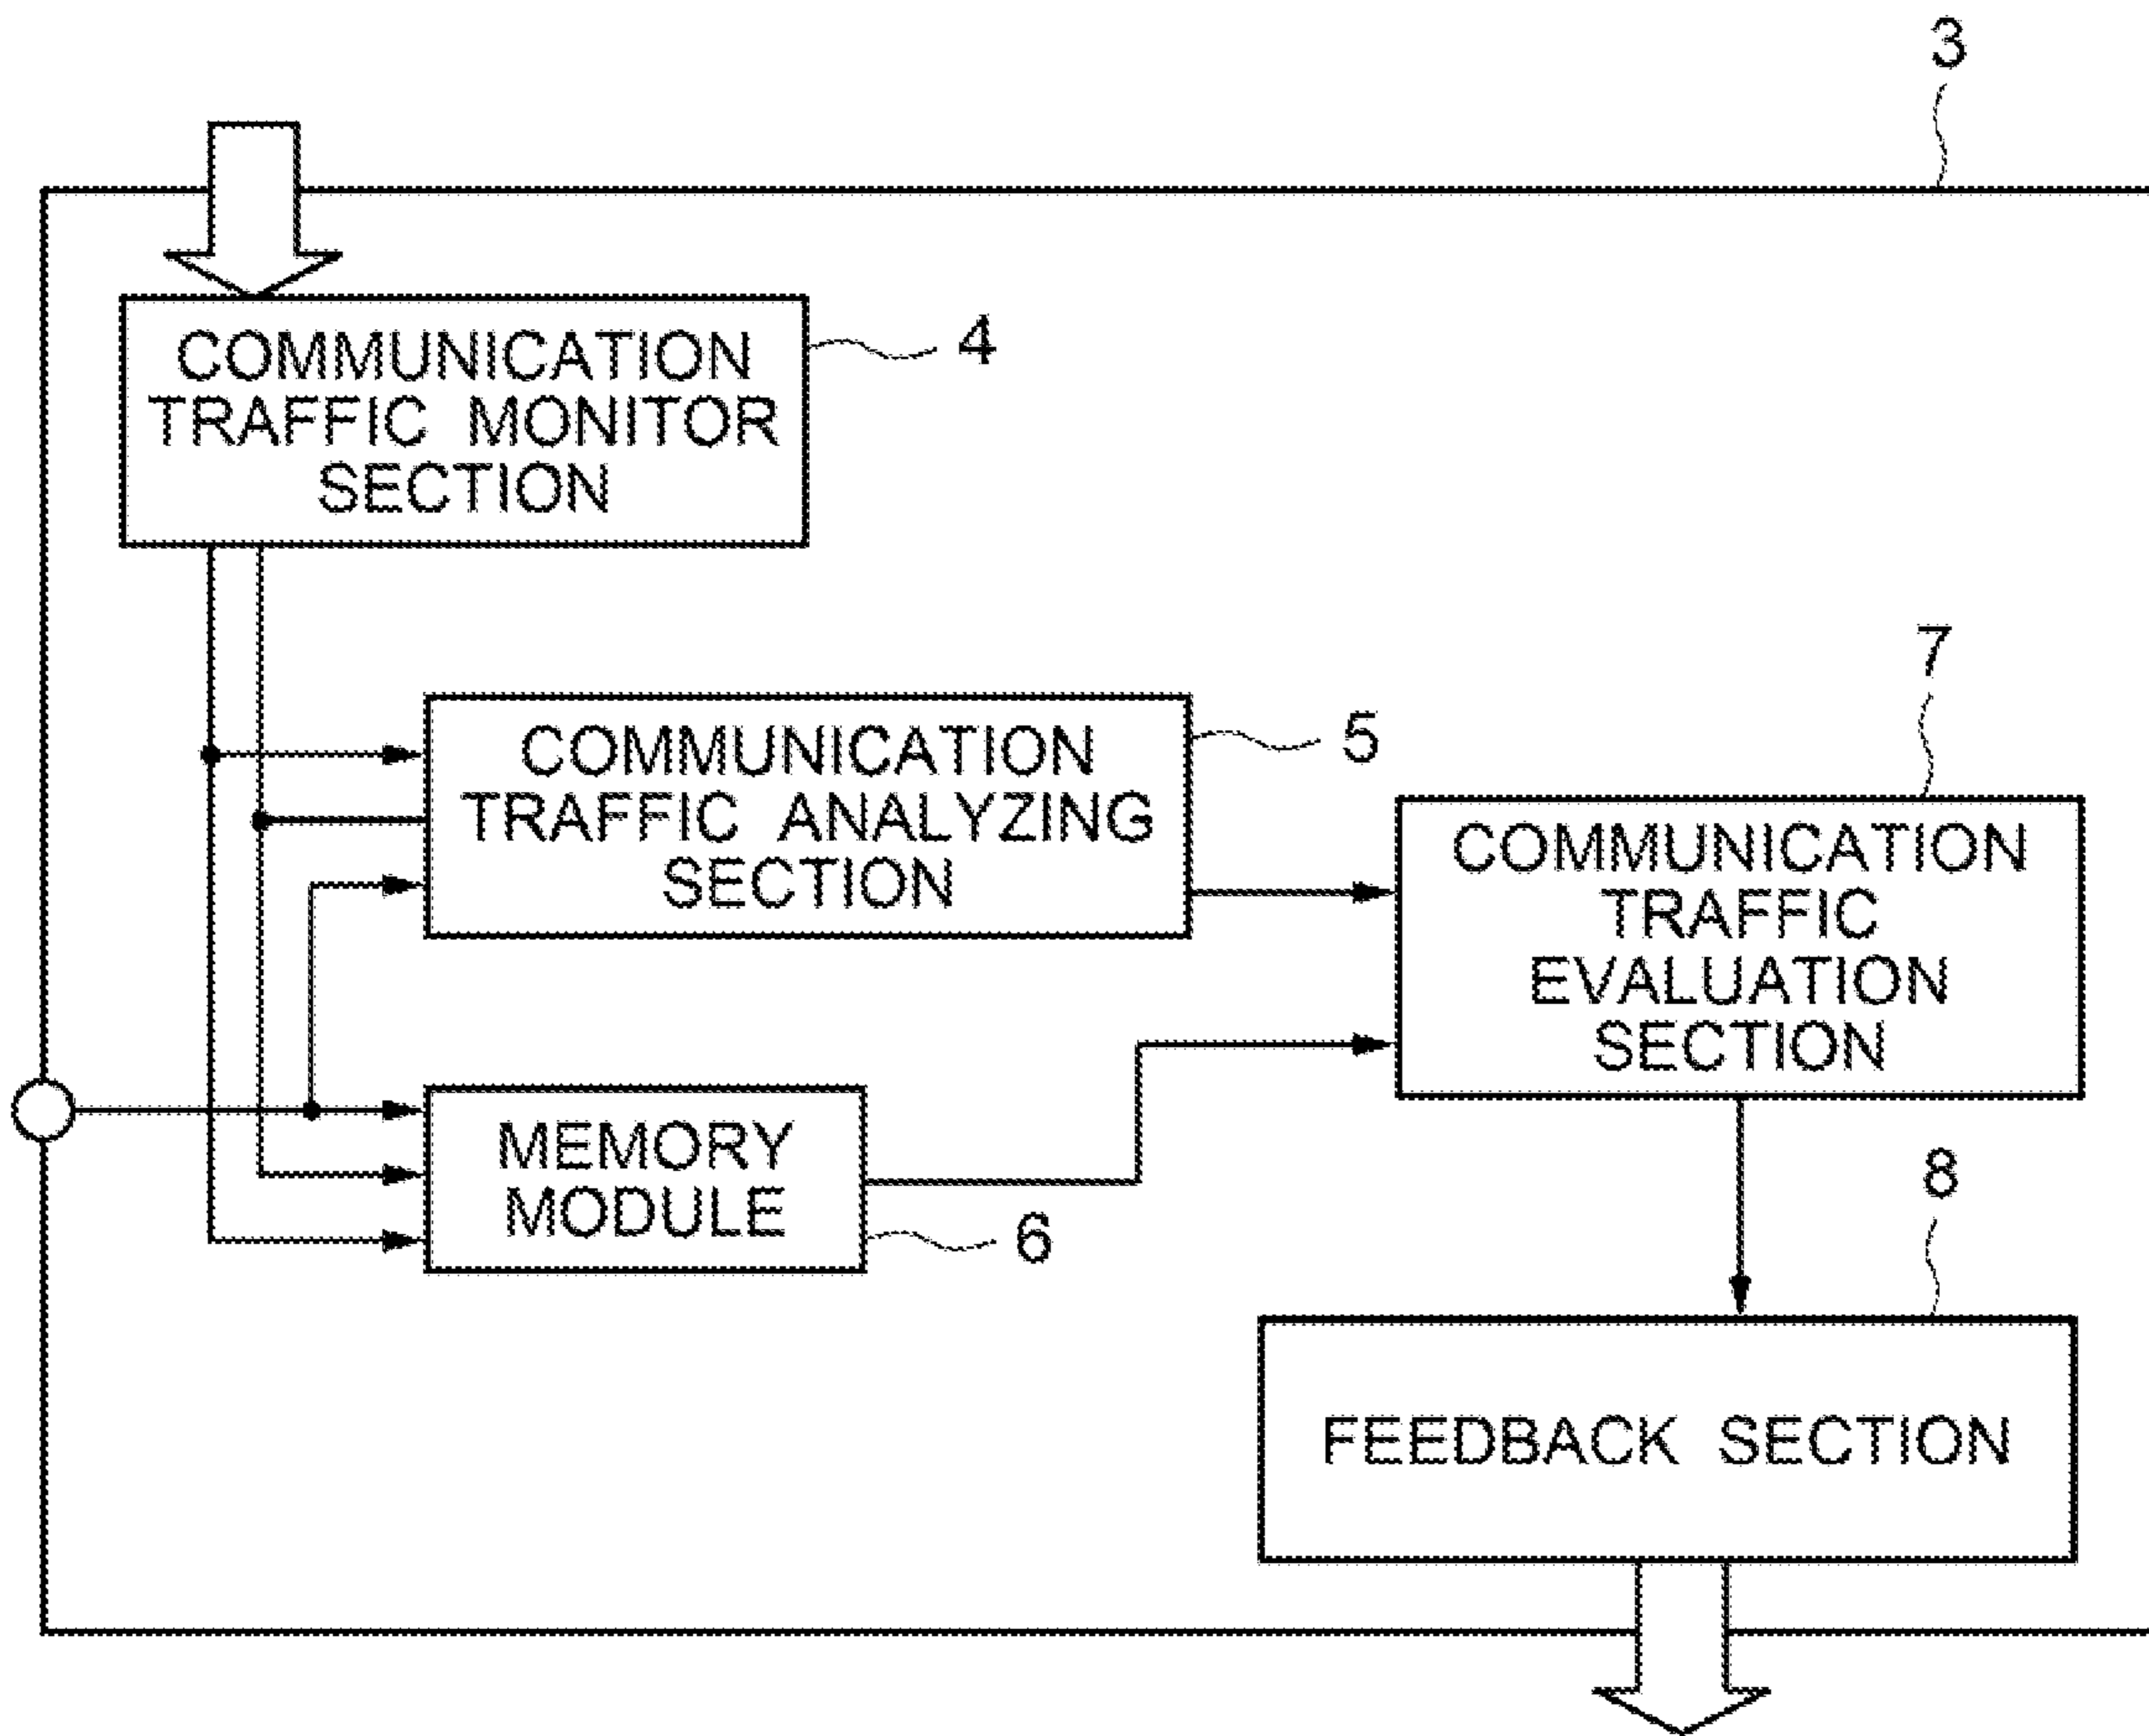 3
COMMUNICATION
TRAFFIC MONITOR
SECTION
4
COMMUNICATION
TRAFFIC ANALYZING
SECTION
5
7
COMMUNICATION
TRAFFIC
EVALUATION
SECTION
MEMORY
MODULE
6
8
FEEDBACK SECTION